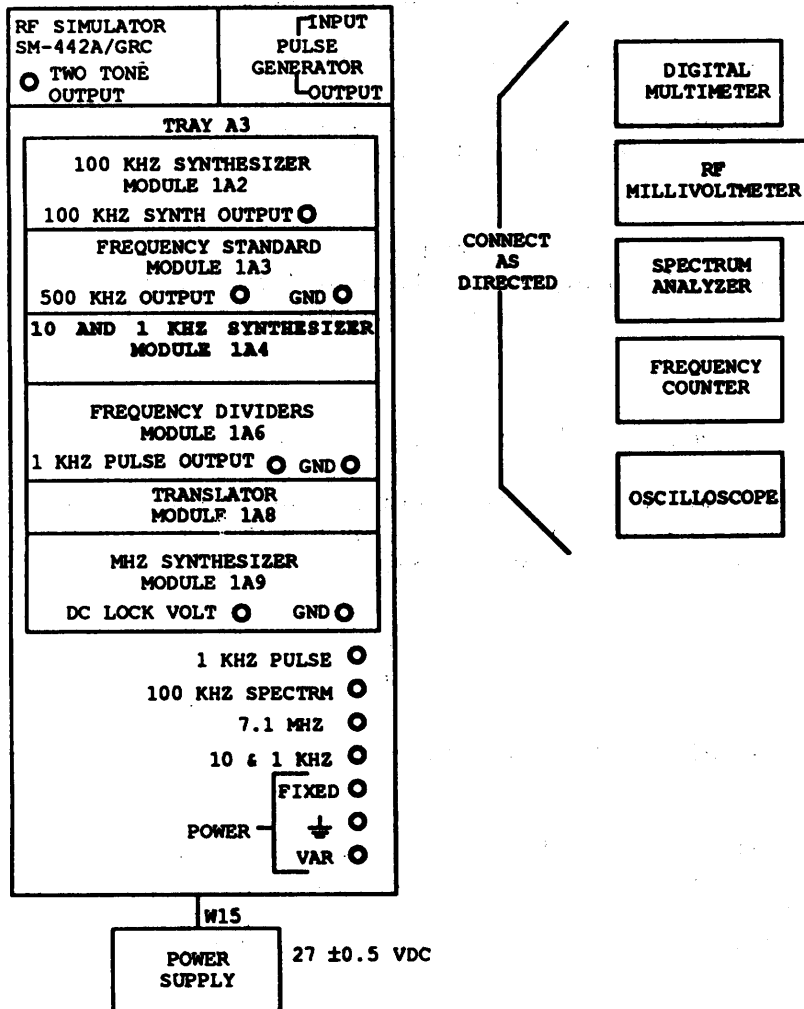 RF SIMULATOR
SM-442A/GRC
TWO TONE
OUTPUT
INPUT
PULSE
GENERATOR
OUTPUT
TRAY A3
100 KHZ SYNTHESIZER
MODULE 1A2
100 KHZ SYNTH OUTPUT
FREQUENCY STANDARD
MODULE 1A3
500 KHZ OUTPUT GND
10 AND 1 KHZ SYNTHESIZER
MODULE 1A4
FREQUENCY DIVIDERS
MODULE 1A6
1 KHZ PULSE OUTPUT GND
TRANSLATOR
MODULE 1A8
MHZ SYNTHESIZER
MODULE 1A9
DC LOCK VOLT GND
1 KHZ PULSE
100 KHZ SPECTRM
7.1 MHZ
10 & 1 KHZ
FIXED
POWER
VAR
W15
POWER
SUPPLY
27 ±0.5 VDC
CONNECT
AS
DIRECTED
DIGITAL
MULTIMETER
RF
MILLIVOLTMETER
SPECTRUM
ANALYZER
FREQUENCY
COUNTER
OSCILLOSCOPE